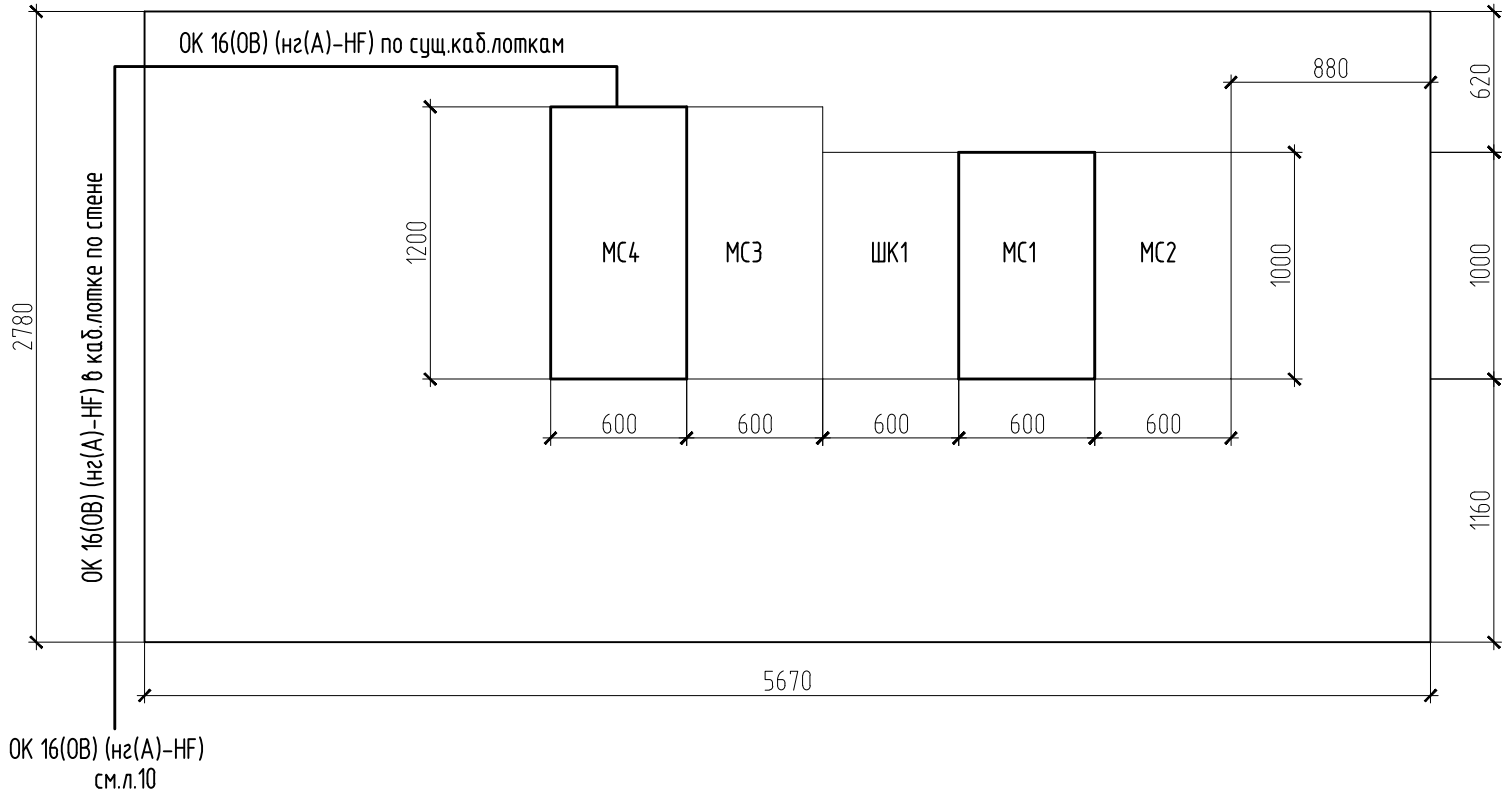 ОК 16(ОВ) (нг(А)-HF) по сущ.каб.лоткам
880
620
1200
МС4
МС3
ШК1
МС1
МС2
1000
1000
2780
ОК 16(ОВ) (нг(А)-HF) в каб.лотке по стене
600
600
600
600
600
1160
5670
ОК 16(ОВ) (нг(А)-HF)
см.л.10